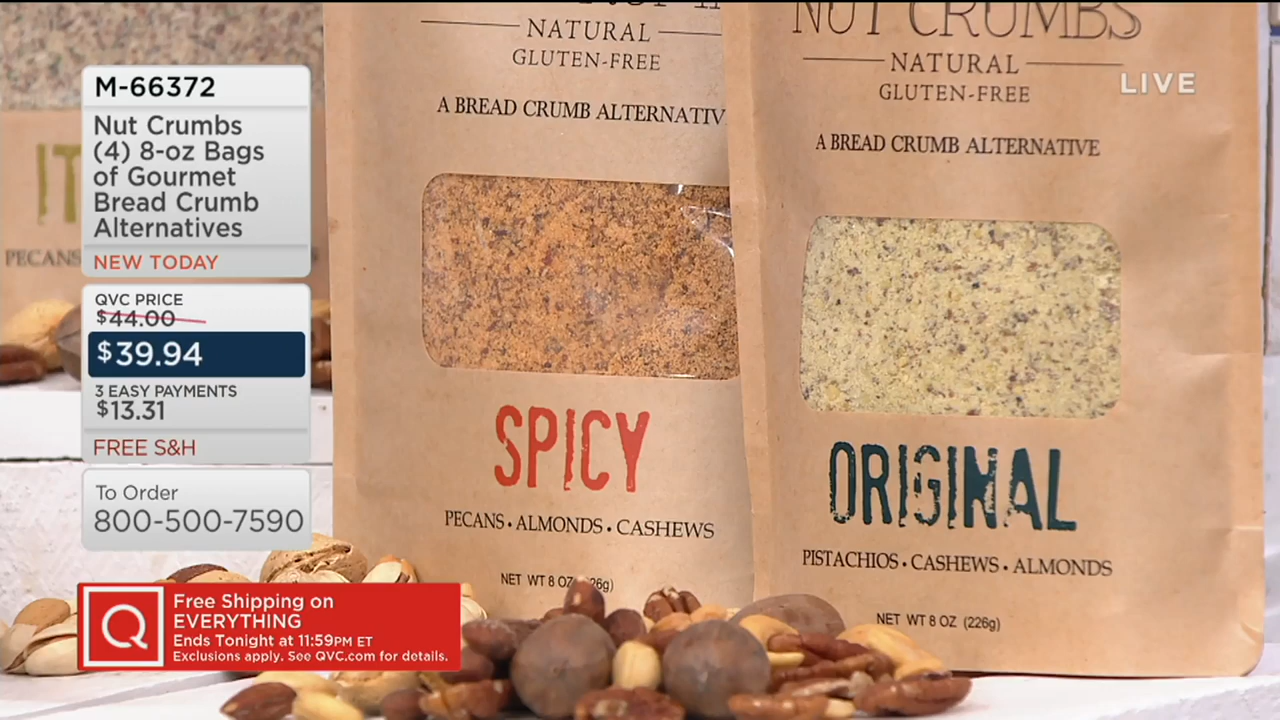 M-66372
Nut Crumbs
(4) 8-oz Bags
of Gourmet
Bread Crumb
Alternatives
NEW TODAY
QVC PRICE
$44.00
$39.94
3 EASY PAYMENTS
$13.31
FREE S&H
To Order
800-500-7590
Q
Free Shipping on
EVERYTHING
Ends Tonight at 11:59PM ET
Exclusions apply. See QVC.com for details.
LIVE
IT
PECANS
NATURAL
GLUTEN-FREE
A BREAD CRUMB ALTERNATIV
SPICY
PECANS • ALMONDS • CASHEWS
NET WT 8 OZ 26g)
NUT CRUMBS
NATURAL
GLUTEN-FREE
A BREAD CRUMB ALTERNATIVE
ORIGINAL
PISTACHIOS • CASHEWS • ALMONDS
NET WT 8 OZ (226g)